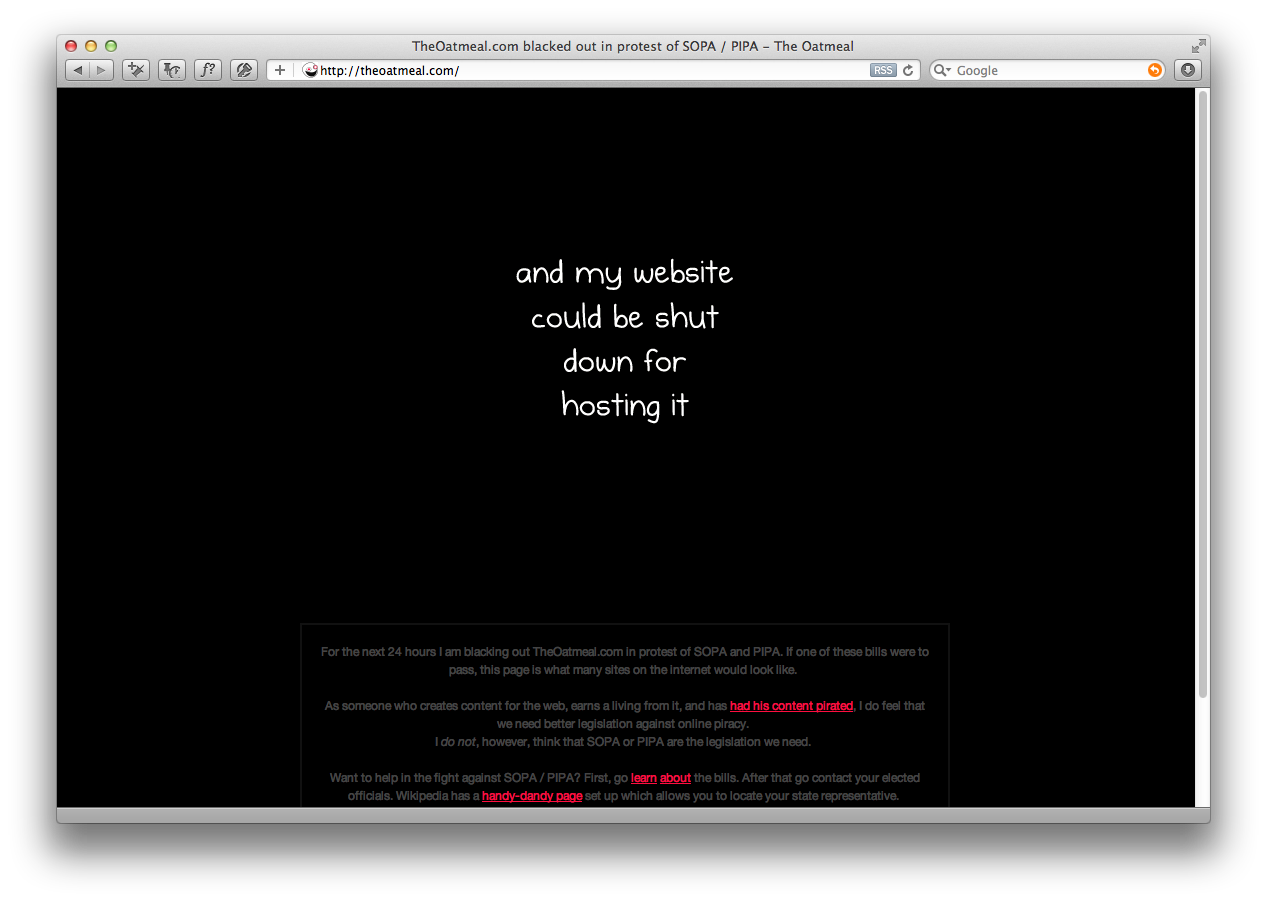 TheOatmeal.com blacked out in protest of SOPA / PIPA – The Oatmeal
f?
http://theoatmeal.com/
RSS
Google
and my website
could be shut
down for
hosting it
For the next 24 hours I am blacking out TheOatmeal.com in protest of SOPA and PIPA. If one of these bills were to
pass, this page is what many sites on the internet would look like.
As someone who creates content for the web, earns a living from it, and has had his content pirated, I do feel that
we need better legislation against online piracy.
I do not, however, think that SOPA or PIPA are the legislation we need.
Want to help in the fight against SOPA / PIPA? First, go learn about the bills. After that go contact your elected
officials. Wikipedia has a handy-dandy page set up which allows you to locate your state representative.